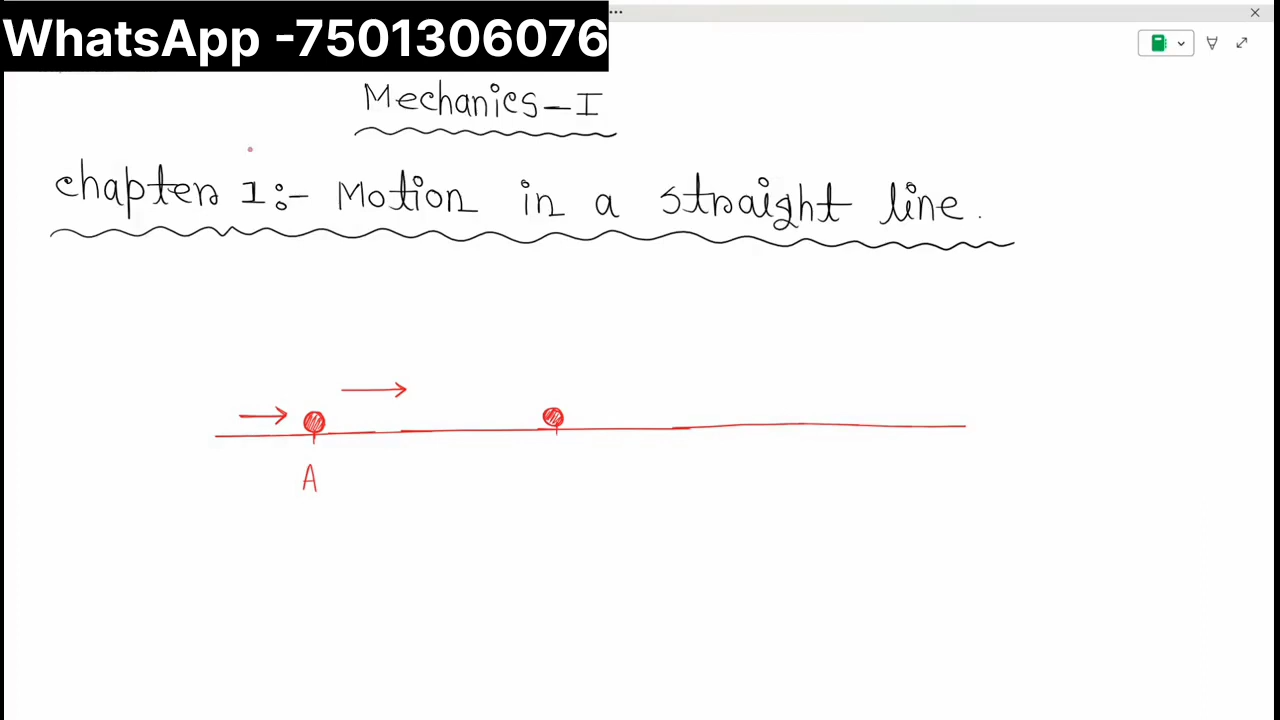 WhatsApp -7501306076
Mechanics-I
Chapter 1:- Motion in a straight line.
A